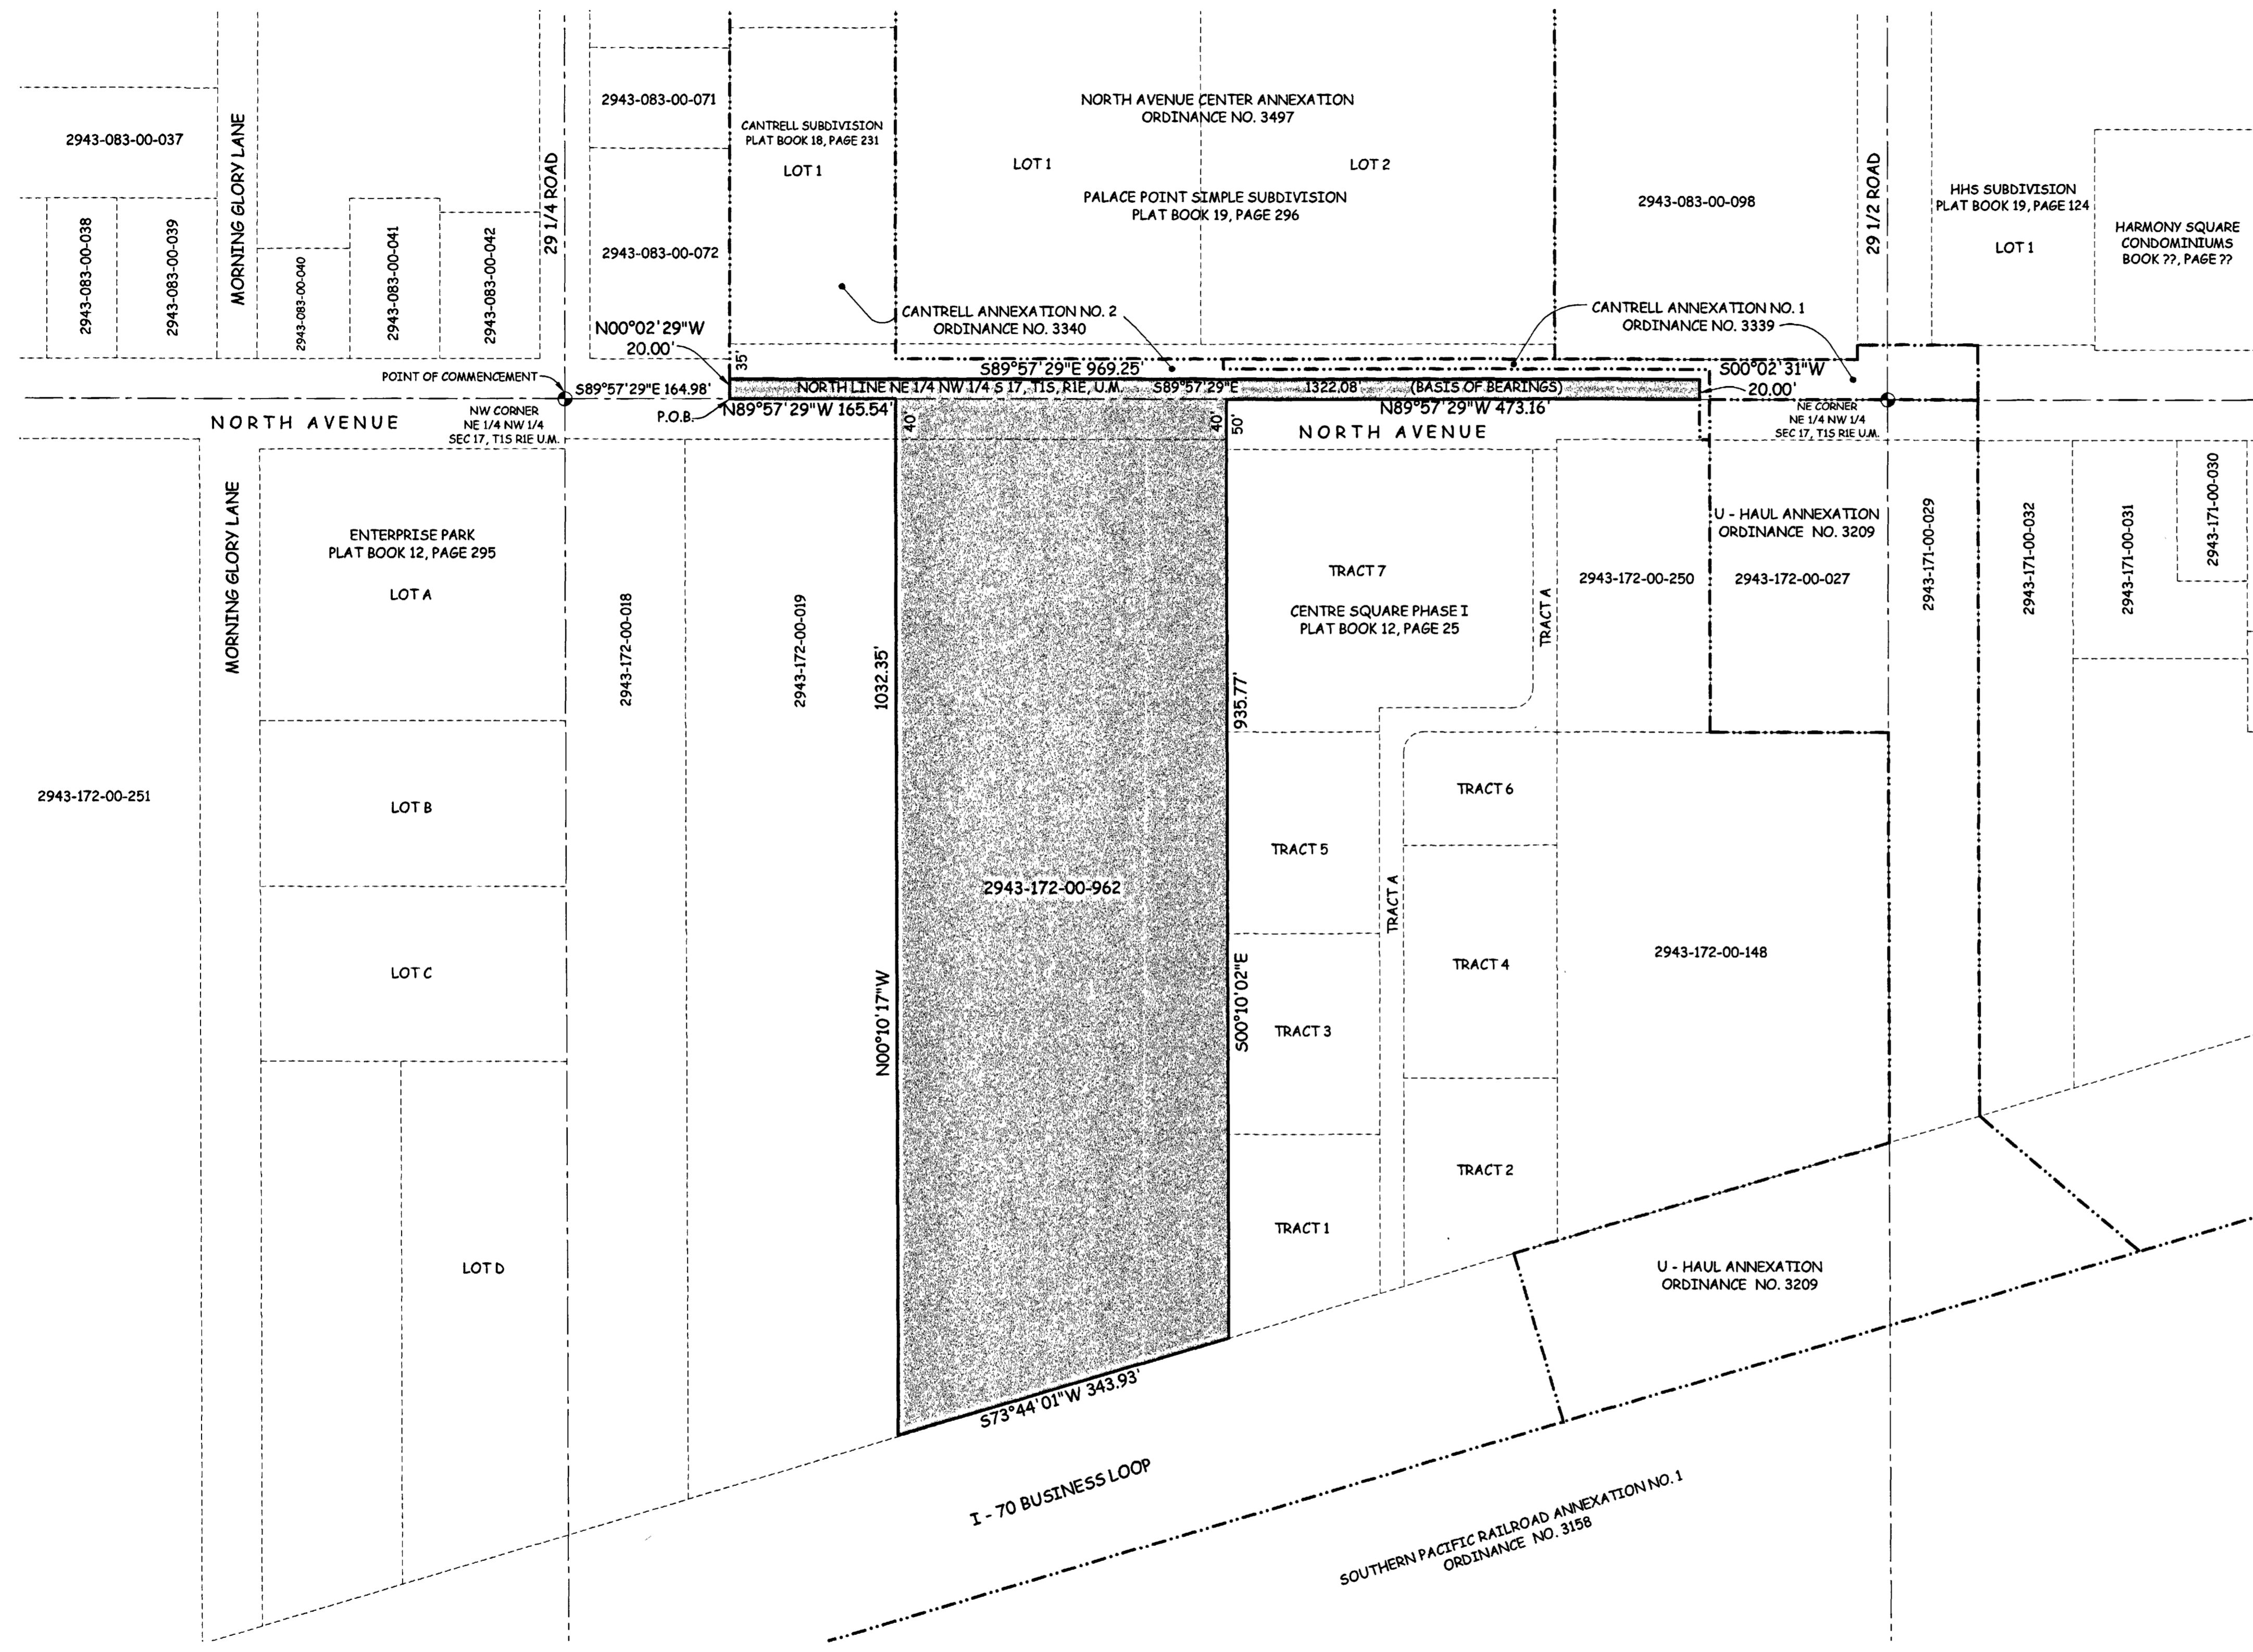 2943-083-00-037
2943-083-00-038
2943-083-00-039
MORNING GLORY LANE
2943-083-00-040
2943-083-00-041
2943-083-00-042
29 1/4 ROAD
2943-083-00-071
2943-083-00-072
CANTRELL SUBDIVISION
PLAT BOOK 18, PAGE 231
LOT 1
NORTH AVENUE CENTER ANNEXATION
ORDINANCE NO. 3497
LOT 1
LOT 2
PALACE POINT SIMPLE SUBDIVISION
PLAT BOOK 19, PAGE 296
2943-083-00-098
29 1/2 ROAD
HHS SUBDIVISION
PLAT BOOK 19, PAGE 124
LOT 1
HARMONY SQUARE
CONDOMINIUMS
BOOK ??, PAGE ??
CANTRELL ANNEXATION NO. 2
ORDINANCE NO. 3340
CANTRELL ANNEXATION NO. 1
ORDINANCE NO. 3339
N00°02'29"W
20.00'
35'
POINT OF COMMENCEMENT
S89°57'29"E 164.98'
S89°57'29"E 969.25'
S00°02'31"W
20.00'
NORTH LINE NE 1/4 NW 1/4 S 17, T1S, R1E, U.M.
S89°57'29"E
1322.08'
(BASIS OF BEARINGS)
P.O.B.
N89°57'29"W 165.54'
N89°57'29"W 473.16'
NORTH AVENUE
NW CORNER
NE 1/4 NW 1/4
SEC 17, T1S R1E U.M.
40'
40'
50'
NORTH AVENUE
NE CORNER
NE 1/4 NW 1/4
SEC 17, T1S R1E U.M.
MORNING GLORY LANE
ENTERPRISE PARK
PLAT BOOK 12, PAGE 295
LOT A
2943-172-00-018
2943-172-00-019
1032.35'
935.77'
TRACT 7
CENTRE SQUARE PHASE I
PLAT BOOK 12, PAGE 25
TRACT A
2943-172-00-250
U - HAUL ANNEXATION
ORDINANCE NO. 3209
2943-172-00-027
2943-171-00-029
2943-171-00-032
2943-171-00-031
2943-171-00-030
2943-172-00-251
LOT B
TRACT 6
TRACT 5
2943-172-00-962
TRACT A
LOT C
N00°10'17"W
S00°10'02"E
TRACT 4
2943-172-00-148
TRACT 3
TRACT 2
TRACT 1
LOT D
U - HAUL ANNEXATION
ORDINANCE NO. 3209
S73°44'01"W 343.93'
I - 70 BUSINESS LOOP
SOUTHERN PACIFIC RAILROAD ANNEXATION NO. 1
ORDINANCE NO. 3158